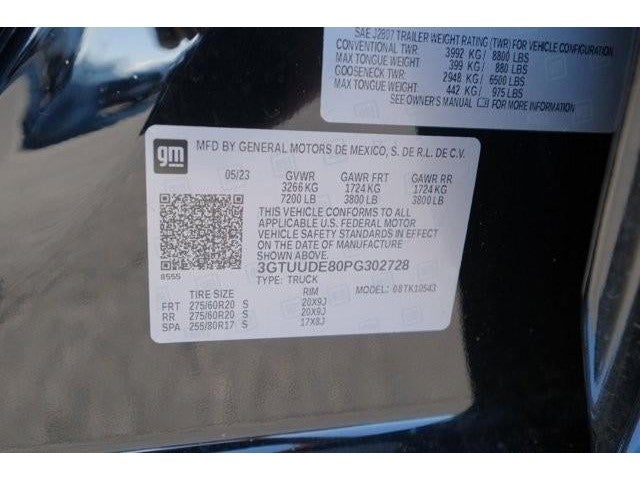 SAE J2807 TRAILER WEIGHT RATING (TWR) FOR VEHICLE CONFIGURATION
CONVENTIONAL TWR: 3992 KG/ 8800 LBS
MAX TONGUE WEIGHT: 399 KG/ 880 LBS
GOOSENECK TWR: 2948 KG/ 6500 LBS
MAX TONGUE WEIGHT: 442 KG/ 975 LBS
SEE OWNER'S MANUAL FOR MORE INFORMATION
gm
MFD BY GENERAL MOTORS DE MEXICO, S. DE R.L. DE C.V.
05/23 GVWR GAWR FRT GAWR RR
3266 KG 1724 KG 1724 KG
7200 LB 3800 LB 3800 LB
THIS VEHICLE CONFORMS TO ALL
APPLICABLE U.S. FEDERAL MOTOR
VEHICLE SAFETY STANDARDS IN EFFECT
ON THE DATE OF MANUFACTURE
SHOWN ABOVE.
3GTUUDE80PG302728
8555
TYPE: TRUCK MODEL: 08TK10543
TIRE SIZE RIM
FRT 275/60R20 S 20X9J
RR 275/60R20 S 20X9J
SPA 255/80R17 S 17X8J